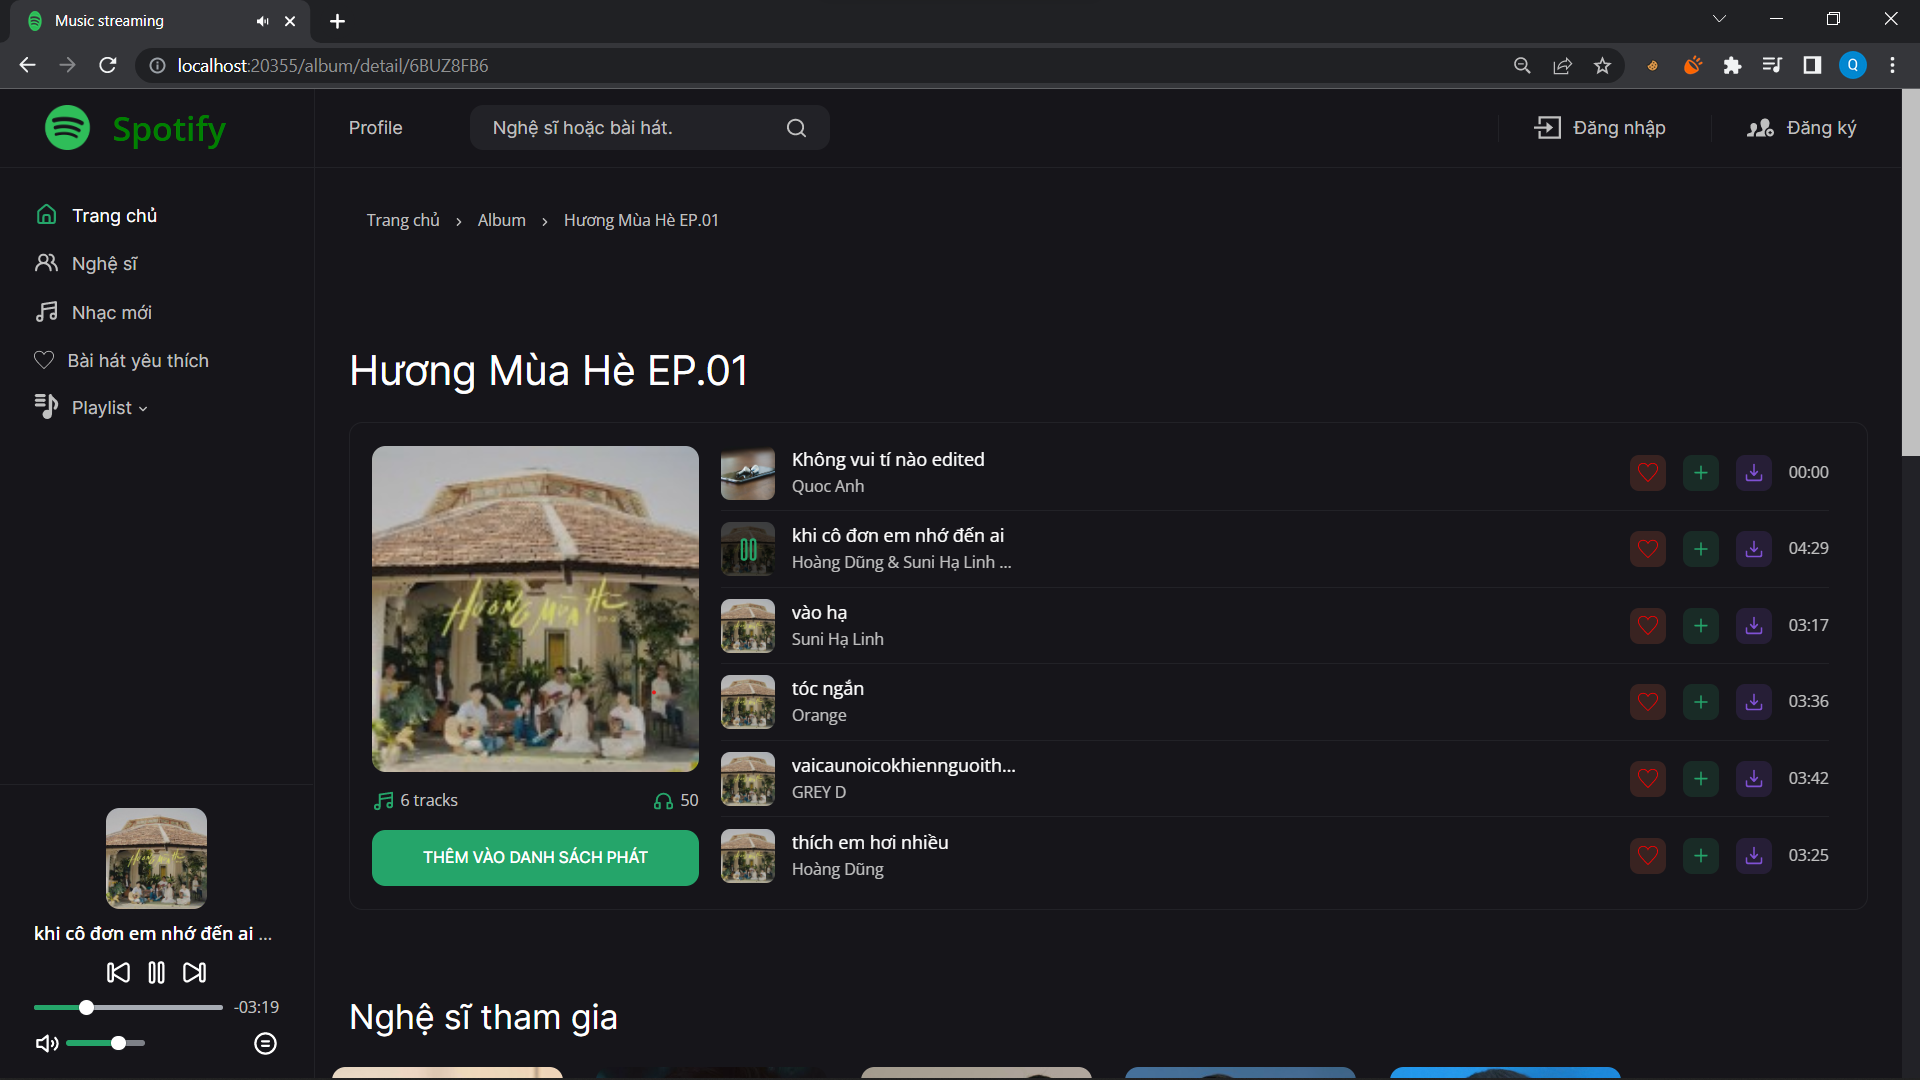 Music streaming
localhost:20355/album/detail/6BUZ8FB6
Q
Spotify
Profile
Nghệ sĩ hoặc bài hát.
Đăng nhập
Đăng ký
Trang chủ
Nghệ sĩ
Nhạc mới
Bài hát yêu thích
Playlist
Trang chủ › Album › Hương Mùa Hè EP.01
Hương Mùa Hè EP.01
HƯƠNG MÙA HÈ
6 tracks
50
THÊM VÀO DANH SÁCH PHÁT
Không vui tí nào edited
Quoc Anh
00:00
khi cô đơn em nhớ đến ai
Hoàng Dũng & Suni Hạ Linh ...
04:29
vào hạ
Suni Hạ Linh
03:17
tóc ngắn
Orange
03:36
vaicaunoicokhiennguoith...
GREY D
03:42
thích em hơi nhiều
Hoàng Dũng
03:25
khi cô đơn em nhớ đến ai ...
-03:19
Nghệ sĩ tham gia